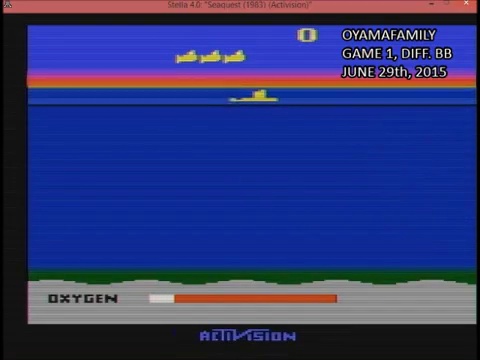 Stella 4.0: "Seaquest (1983) (Activision)"
0
OYAMAFAMILY
GAME 1, DIFF. BB
JUNE 29th, 2015
OXYGEN
ACTIVISION